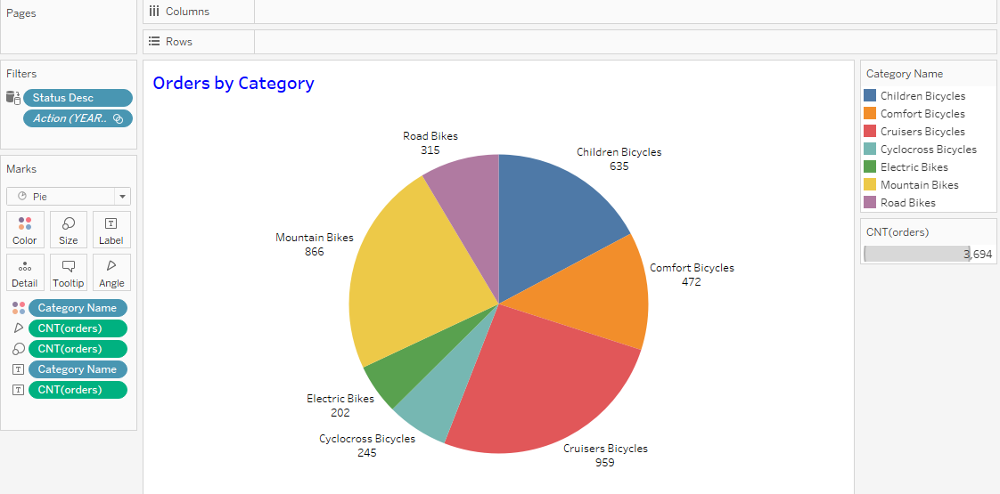 Pages
Columns
Rows
Filters
Status Desc
Action (YEAR..
Marks
Pie
Color
Size
Label
Detail
Tooltip
Angle
Category Name
CNT(orders)
CNT(orders)
Category Name
CNT(orders)
Orders by Category
Road Bikes
315
Children Bicycles
635
Mountain Bikes
866
Comfort Bicycles
472
Electric Bikes
202
Cyclocross Bicycles
245
Cruisers Bicycles
959
Category Name
Children Bicycles
Comfort Bicycles
Cruisers Bicycles
Cyclocross Bicycles
Electric Bikes
Mountain Bikes
Road Bikes
CNT(orders)
3,694